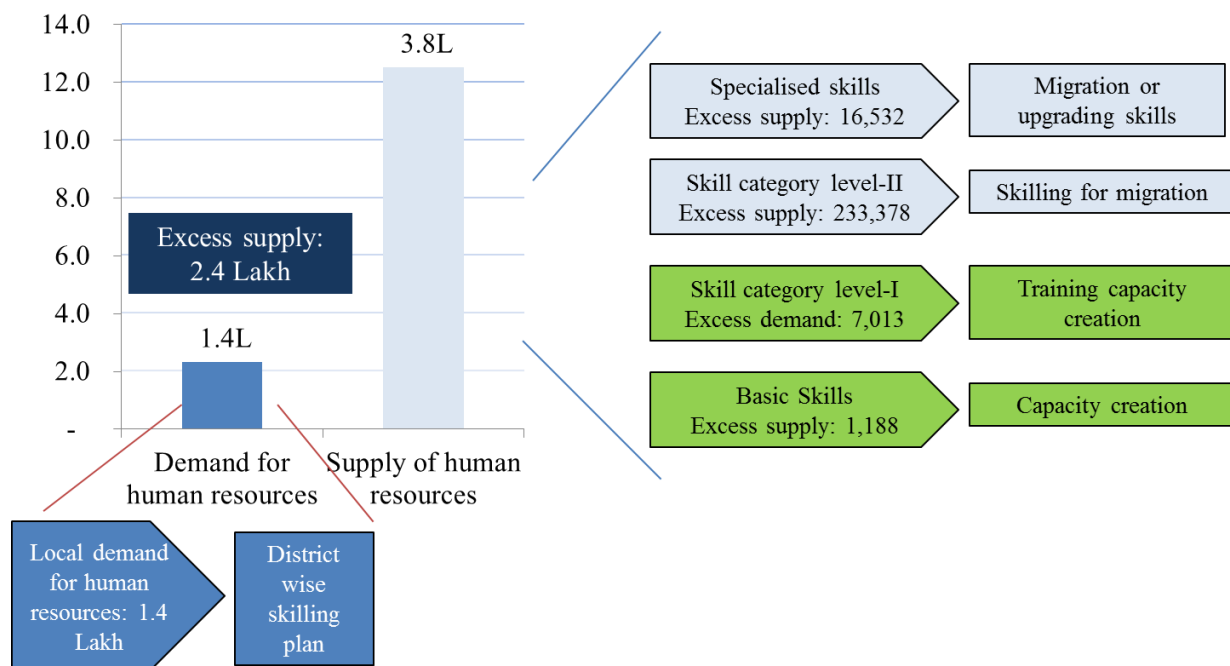 14.0
12.0
10.0
8.0
6.0
4.0
2.0
-
3.8L
Excess supply:
2.4 Lakh
1.4L
Demand for
human resources
Supply of human
resources
Local demand
for human
resources: 1.4
Lakh
District
wise
skilling
plan
Specialised skills
Excess supply: 16,532
Migration or
upgrading skills
Skill category level-II
Excess supply: 233,378
Skilling for migration
Skill category level-I
Excess demand: 7,013
Training capacity
creation
Basic Skills
Excess supply: 1,188
Capacity creation